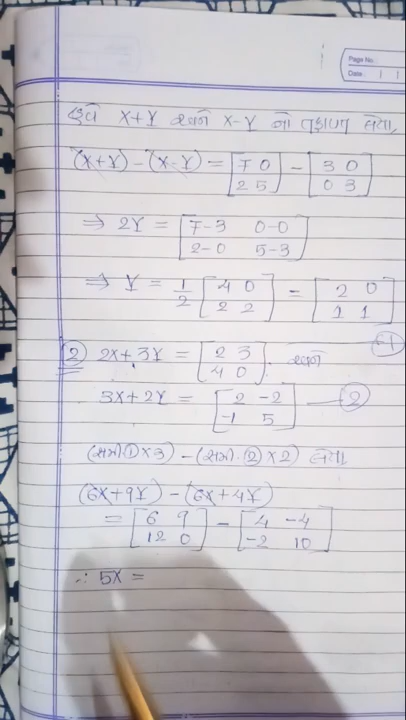 Page No.
Date
હવે X+Y અને X-Y નો તફાવત લેતા,
(X+Y) - (X-Y) = [7 0 - [3 0
2 5] 0 3]
⇒ 2Y = [7-3 0-0
2-0 5-3]
⇒ Y = 1/2 [4 0 = [2 0
2 2] 1 1]
② 2X+3Y = [2 3 અને ①
4 0]
3X+2Y = [2 -2 — ②
-1 5]
(સમી ① × 3) - (સમી. ② × 2) લેતા
(6X+9Y) - (6X+4Y)
= [6 9 - [4 -4
12 0] -2 10]
∴ 5X =